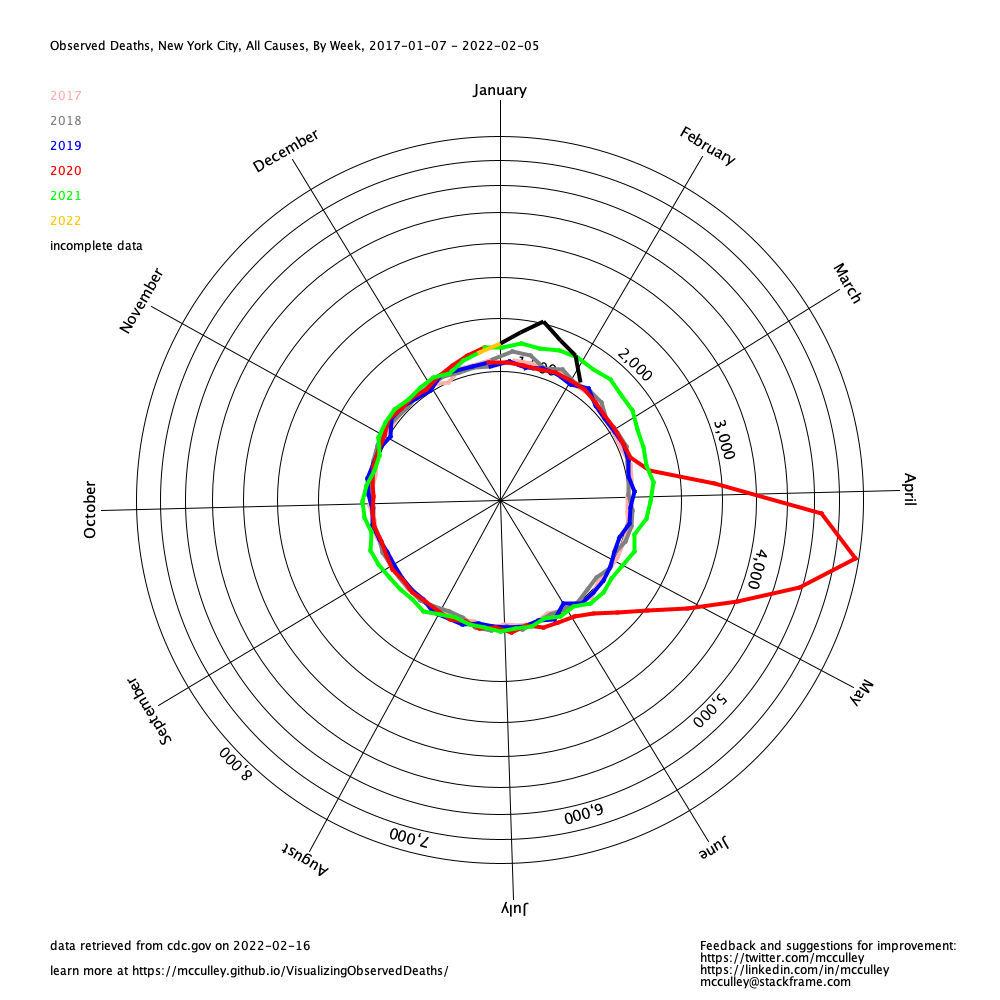 Observed Deaths, New York City, All Causes, By Week, 2017-01-07 - 2022-02-05
2017
2018
2019
2020
2021
2022
incomplete data
January
February
March
April
May
June
July
August
September
October
November
December
1,000
2,000
3,000
4,000
5,000
6,000
7,000
8,000
data retrieved from cdc.gov on 2022-02-16
learn more at https://mcculley.github.io/VisualizingObservedDeaths/
Feedback and suggestions for improvement:
https://twitter.com/mcculley
https://linkedin.com/in/mcculley
mcculley@stackframe.com